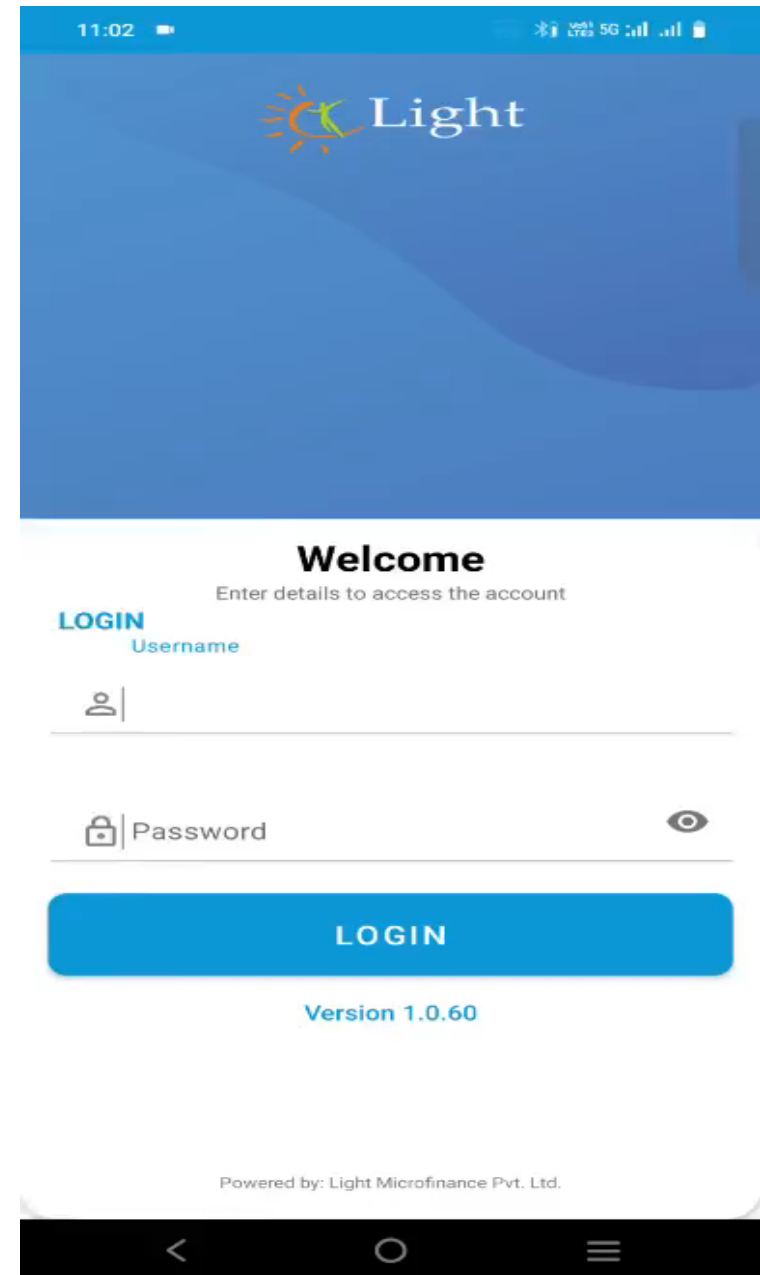 11:02 5G
Light
Welcome
Enter details to access the account
LOGIN
Username
Password
LOGIN
Version 1.0.60
Powered by: Light Microfinance Pvt. Ltd.